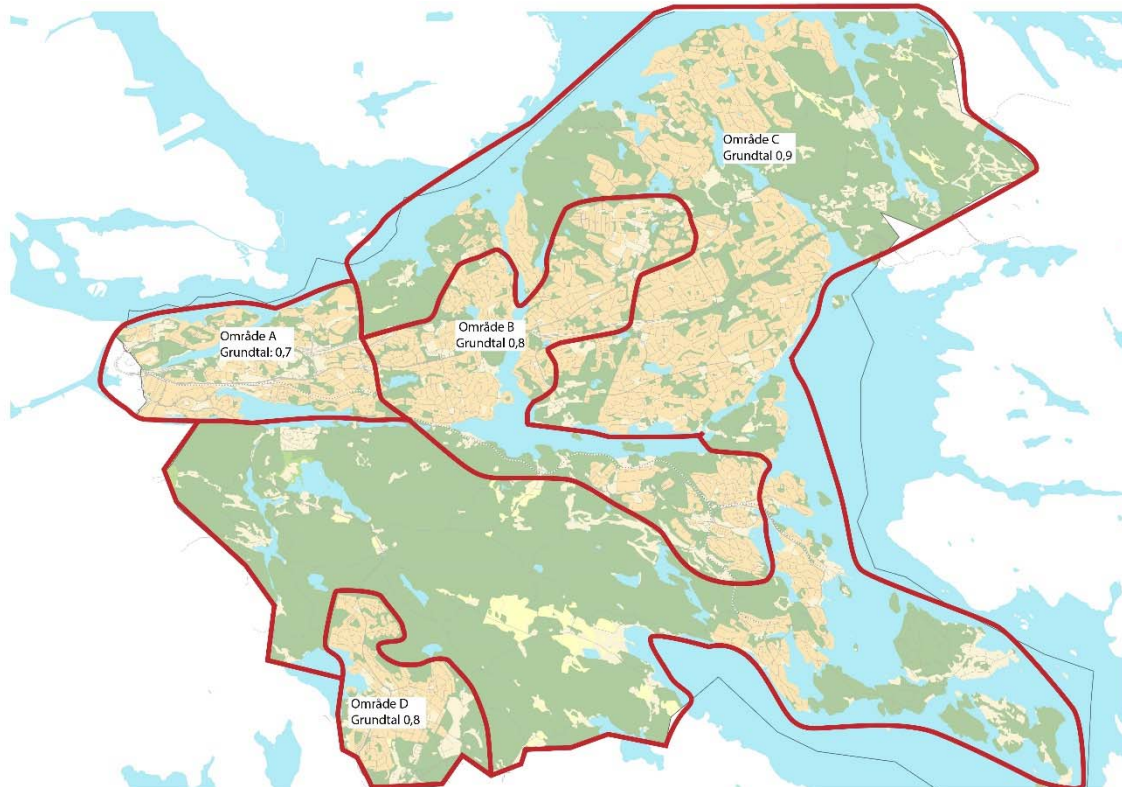 Område C
Grundtal 0,9
Område B
Grundtal 0,8
Område A
Grundtal: 0,7
Område D
Grundtal 0,8